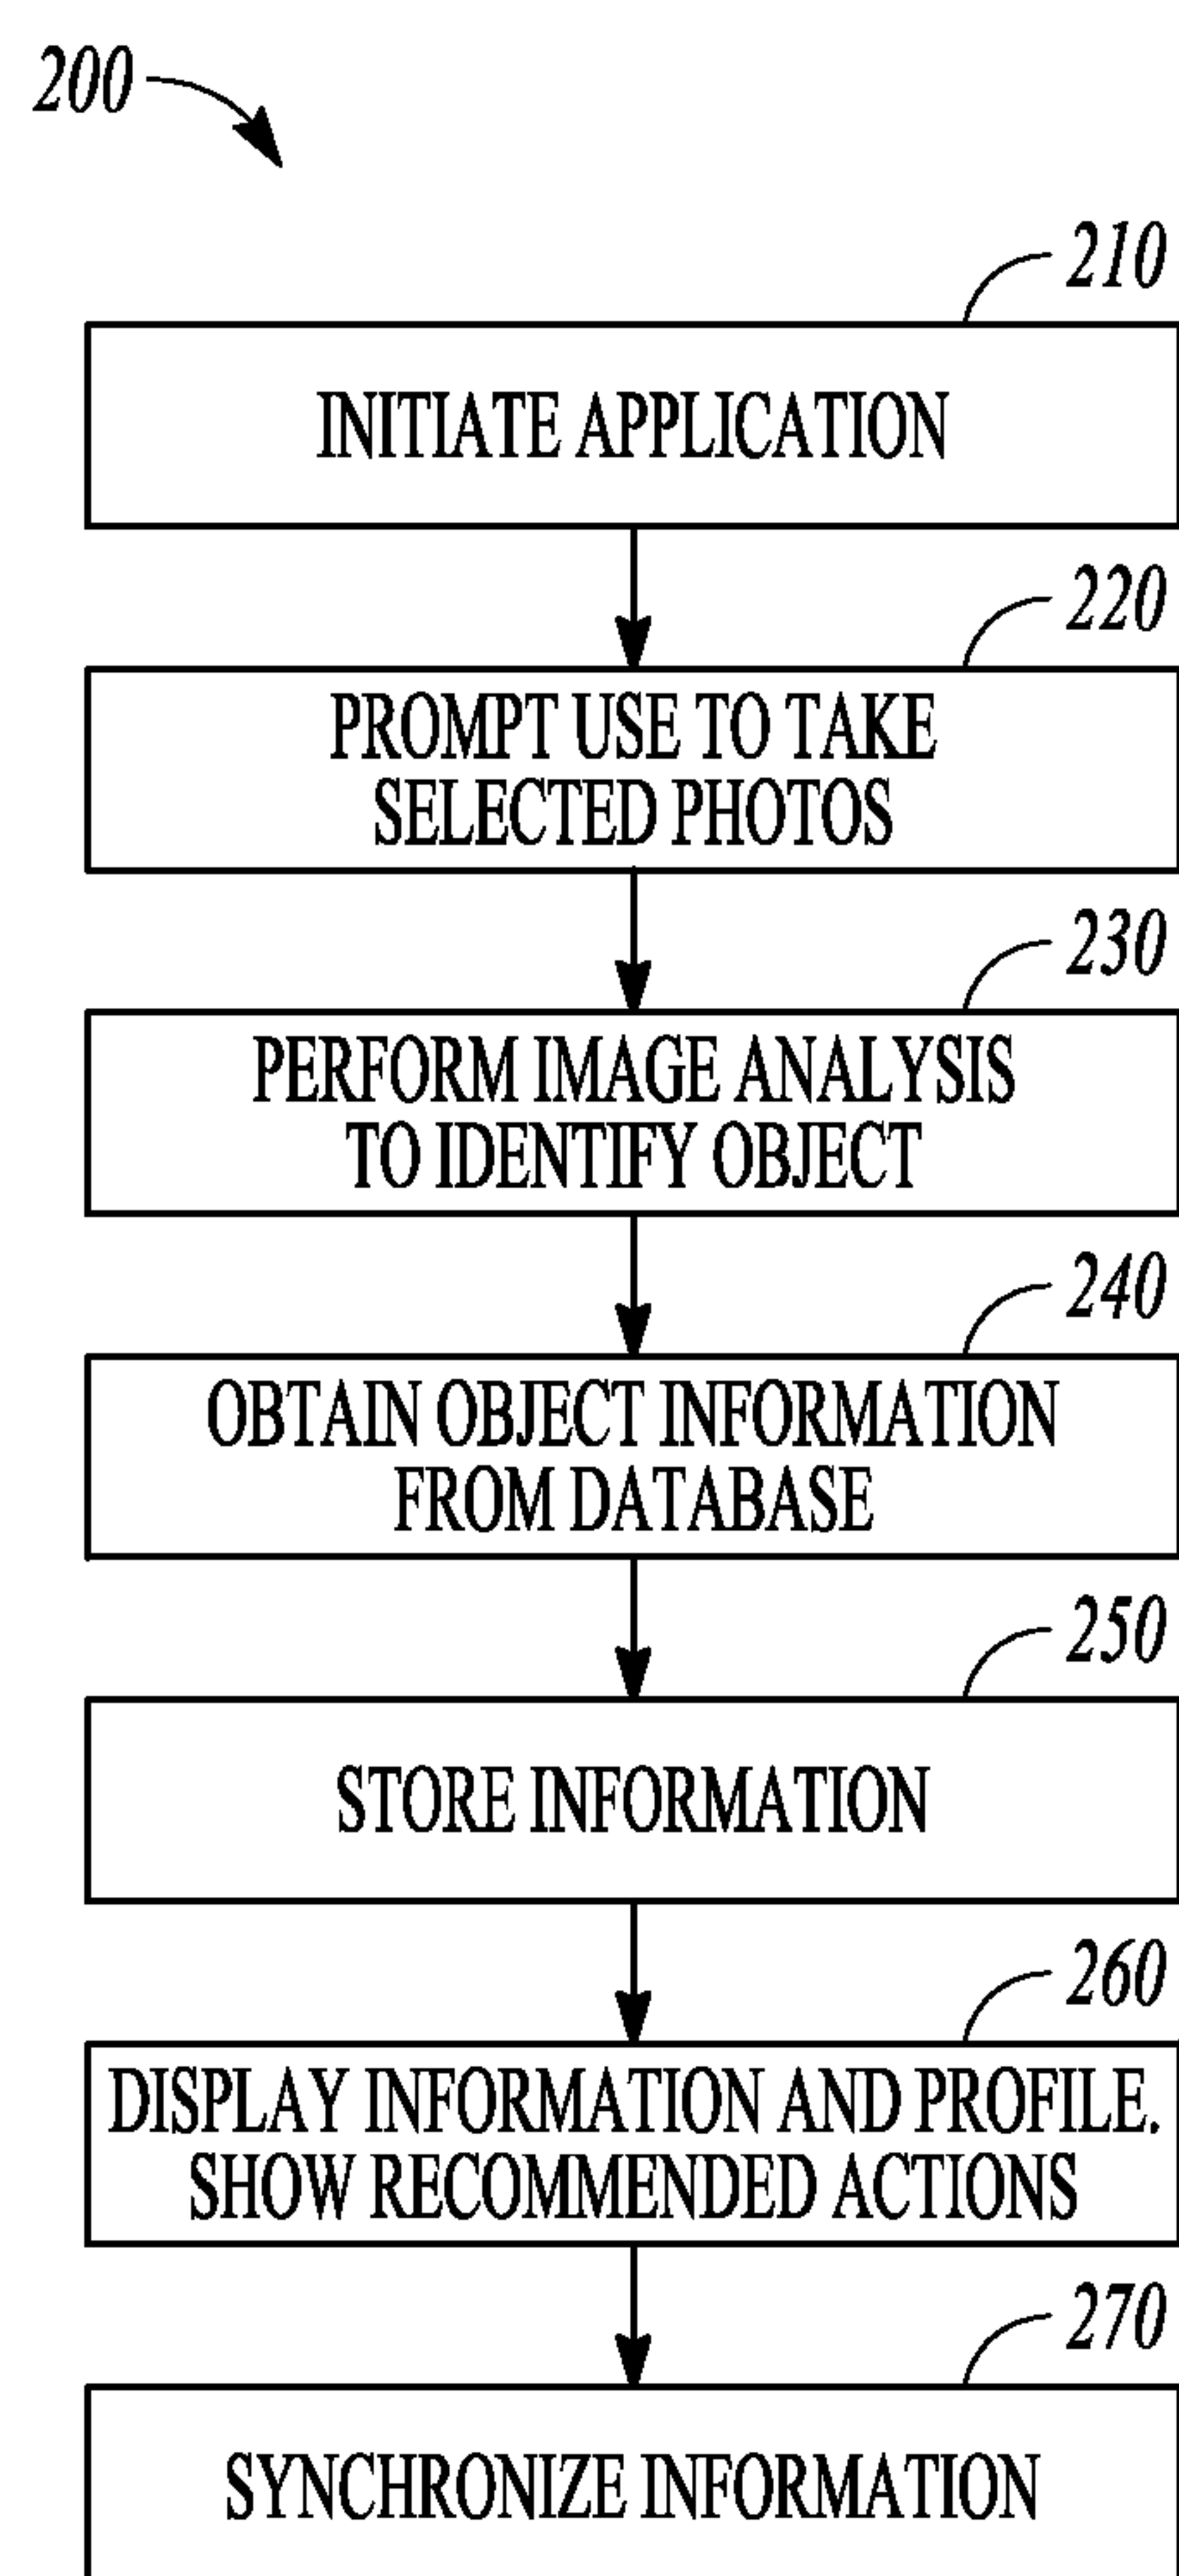 200
210
INITIATE APPLICATION
220
PROMPT USE TO TAKE
SELECTED PHOTOS
230
PERFORM IMAGE ANALYSIS
TO IDENTIFY OBJECT
240
OBTAIN OBJECT INFORMATION
FROM DATABASE
250
STORE INFORMATION
260
DISPLAY INFORMATION AND PROFILE.
SHOW RECOMMENDED ACTIONS
270
SYNCHRONIZE INFORMATION